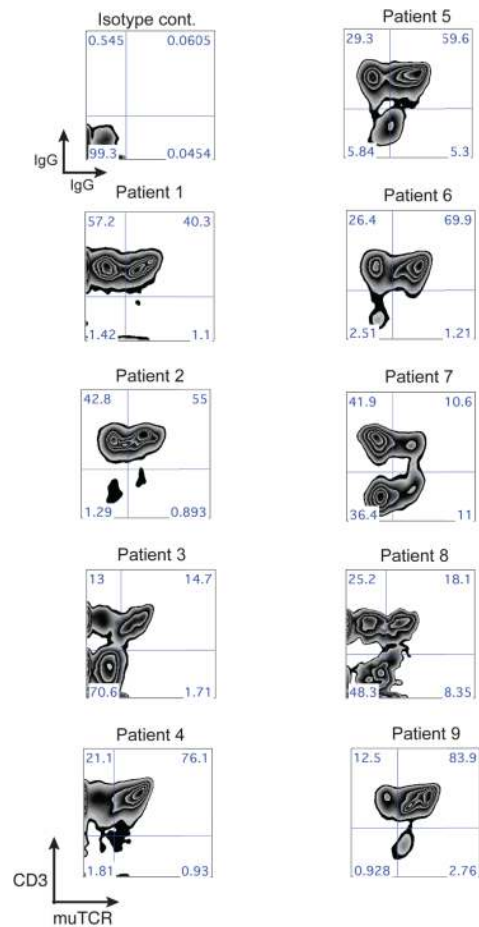 Isotype cont.
0.545 0.0605
99.3 0.0454
IgG
IgG
Patient 1
57.2 40.3
1.42 1.1
Patient 2
42.8 55
1.29 0.893
Patient 3
13 14.7
70.6 1.71
Patient 4
21.1 76.1
1.81 0.93
CD3
muTCR
Patient 5
29.3 59.6
5.84 5.3
Patient 6
26.4 69.9
2.51 1.21
Patient 7
41.9 10.6
36.4 11
Patient 8
25.2 18.1
48.3 8.35
Patient 9
12.5 83.9
0.928 2.76